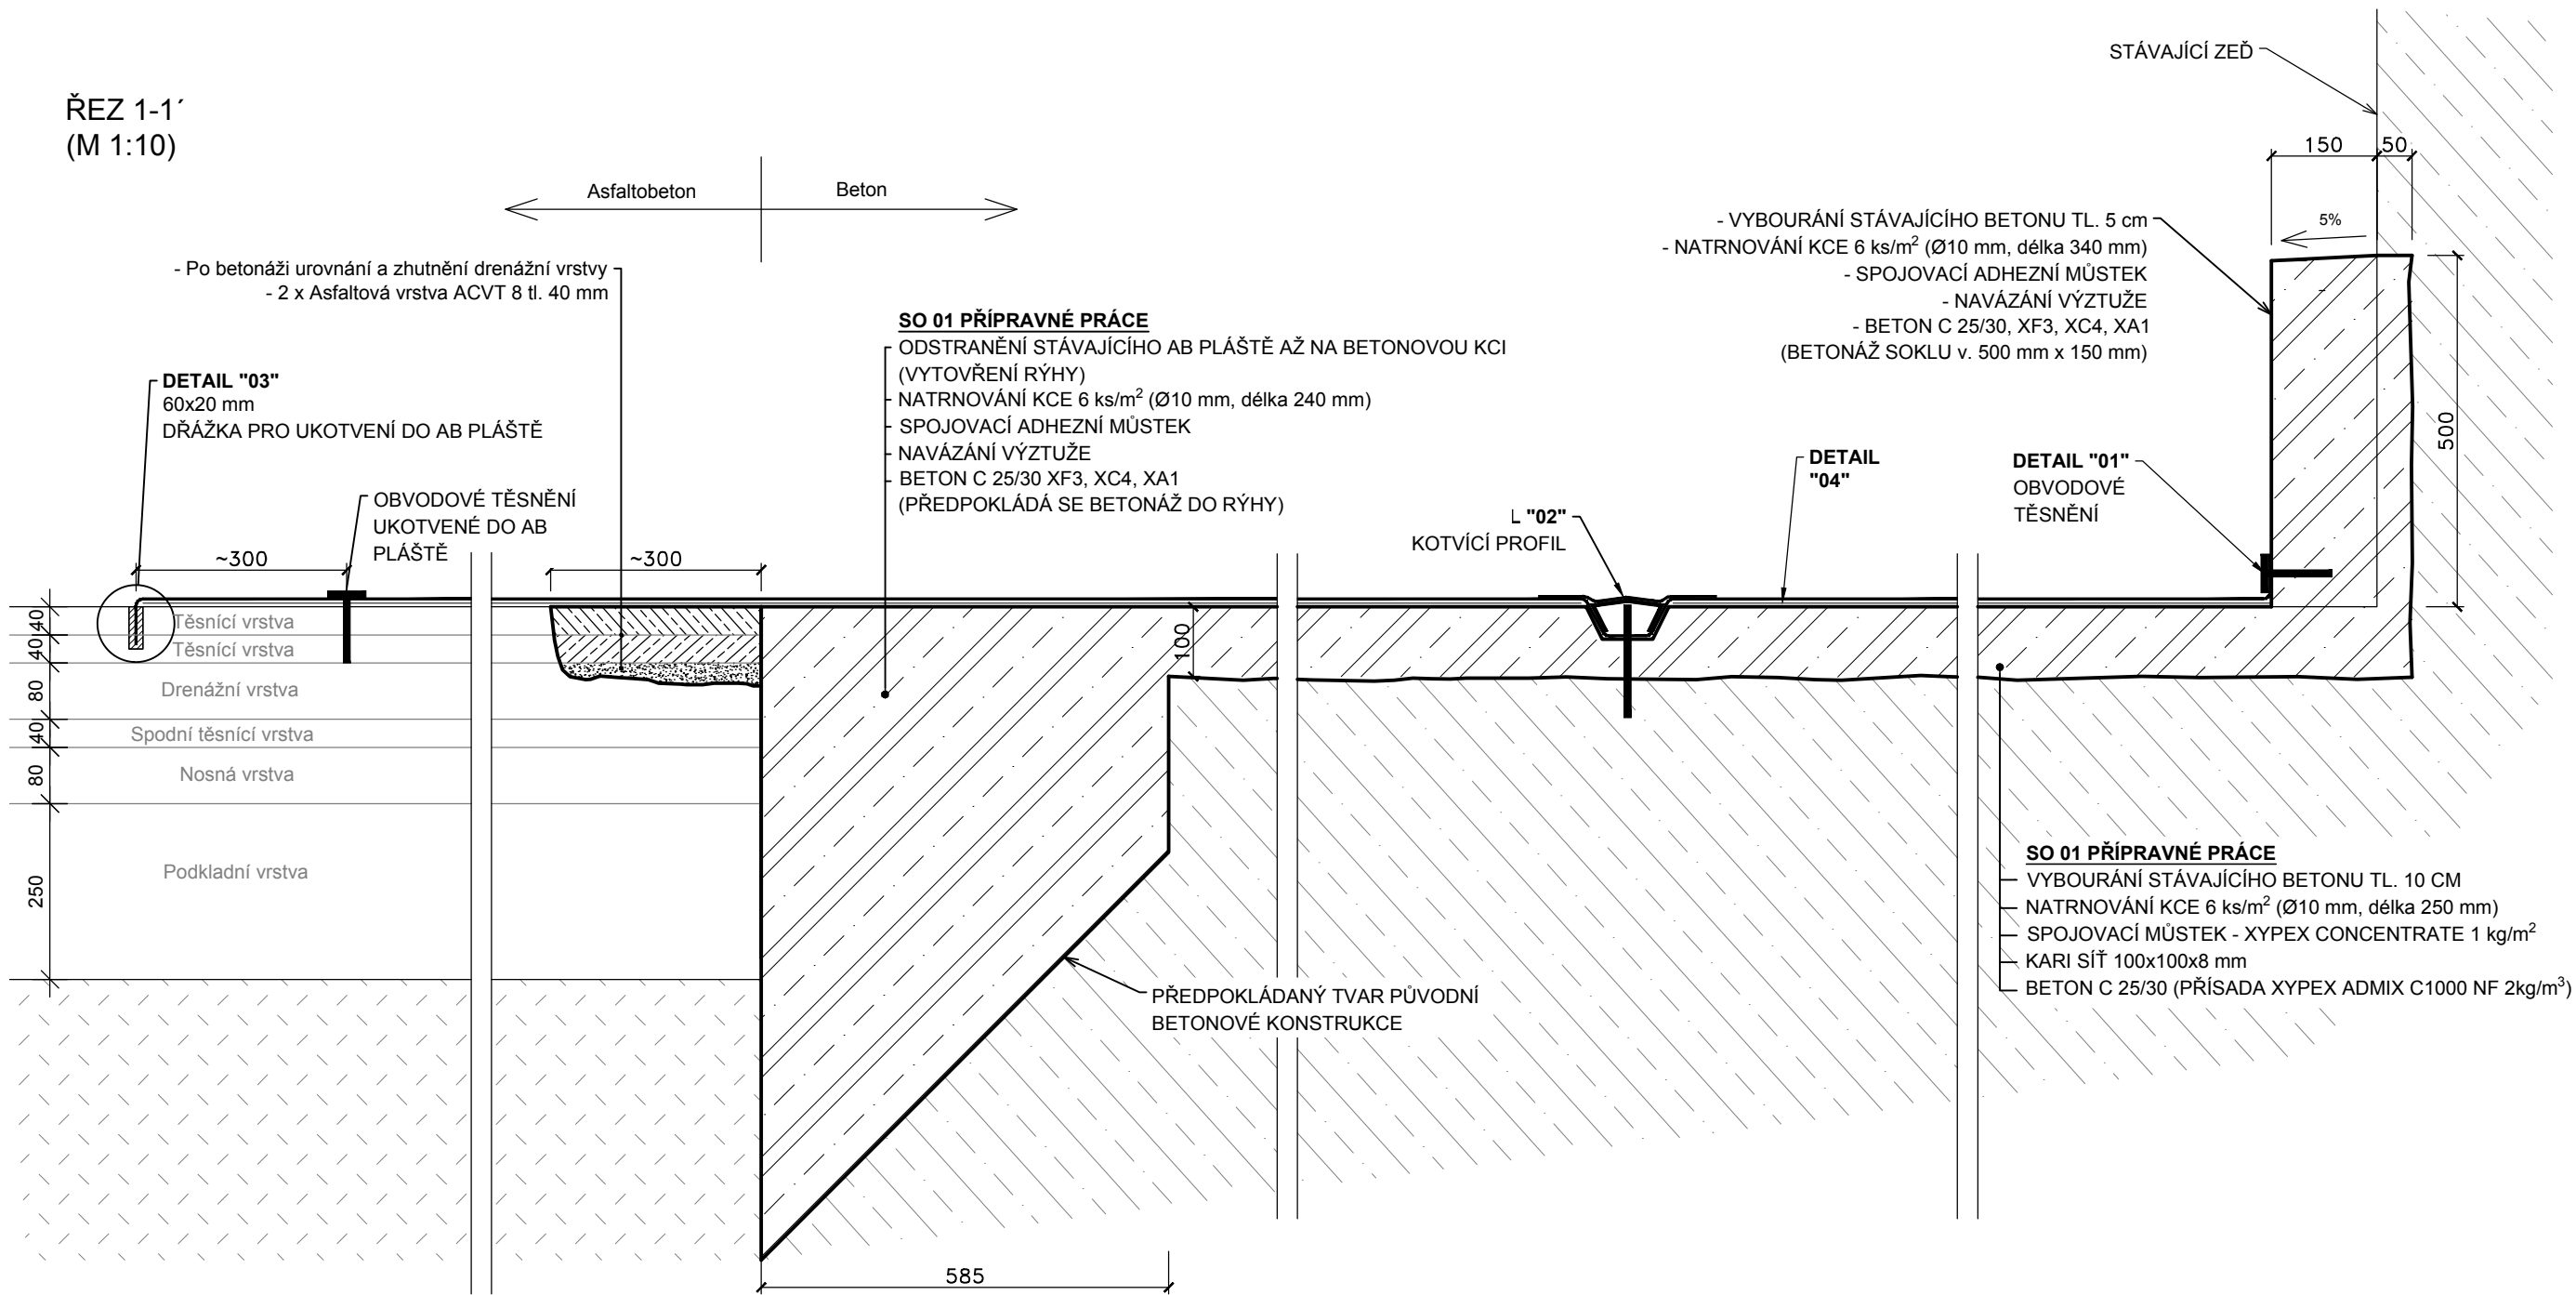 ŘEZ 1-1´
(M 1:10)
STÁVAJÍCÍ ZEĎ
150
50
5%
Asfaltobeton
Beton
- Po betonáži urovnání a zhutnění drenážní vrstvy
- 2 x Asfaltová vrstva ACVT 8 tl. 40 mm
- VYBOURÁNÍ STÁVAJÍCÍHO BETONU TL. 5 cm
- NATRNOVÁNÍ KCE 6 ks/m² (Ø10 mm, délka 340 mm)
- SPOJOVACÍ ADHEZNÍ MŮSTEK
- NAVÁZÁNÍ VÝZTUŽE
- BETON C 25/30, XF3, XC4, XA1
(BETONÁŽ SOKLU v. 500 mm x 150 mm)
SO 01 PŘÍPRAVNÉ PRÁCE
ODSTRANĚNÍ STÁVAJÍCÍHO AB PLÁŠTĚ AŽ NA BETONOVOU KCI
(VYTOVŘENÍ RÝHY)
NATRNOVÁNÍ KCE 6 ks/m² (Ø10 mm, délka 240 mm)
SPOJOVACÍ ADHEZNÍ MŮSTEK
NAVÁZÁNÍ VÝZTUŽE
BETON C 25/30 XF3, XC4, XA1
(PŘEDPOKLÁDÁ SE BETONÁŽ DO RÝHY)
DETAIL "03"
60x20 mm
DŘÁŽKA PRO UKOTVENÍ DO AB PLÁŠTĚ
OBVODOVÉ TĚSNĚNÍ
UKOTVENÉ DO AB
PLÁŠTĚ
~300
~300
L "02"
KOTVÍCÍ PROFIL
DETAIL
"04"
DETAIL "01"
OBVODOVÉ
TĚSNĚNÍ
500
100
40
Těsnící vrstva
40
Těsnící vrstva
80
Drenážní vrstva
40
Spodní těsnící vrstva
80
Nosná vrstva
250
Podkladní vrstva
SO 01 PŘÍPRAVNÉ PRÁCE
VYBOURÁNÍ STÁVAJÍCÍHO BETONU TL. 10 CM
NATRNOVÁNÍ KCE 6 ks/m² (Ø10 mm, délka 250 mm)
SPOJOVACÍ MŮSTEK - XYPEX CONCENTRATE 1 kg/m²
KARI SÍŤ 100x100x8 mm
BETON C 25/30 (PŘÍSADA XYPEX ADMIX C1000 NF 2kg/m³)
PŘEDPOKLÁDANÝ TVAR PŮVODNÍ
BETONOVÉ KONSTRUKCE
585